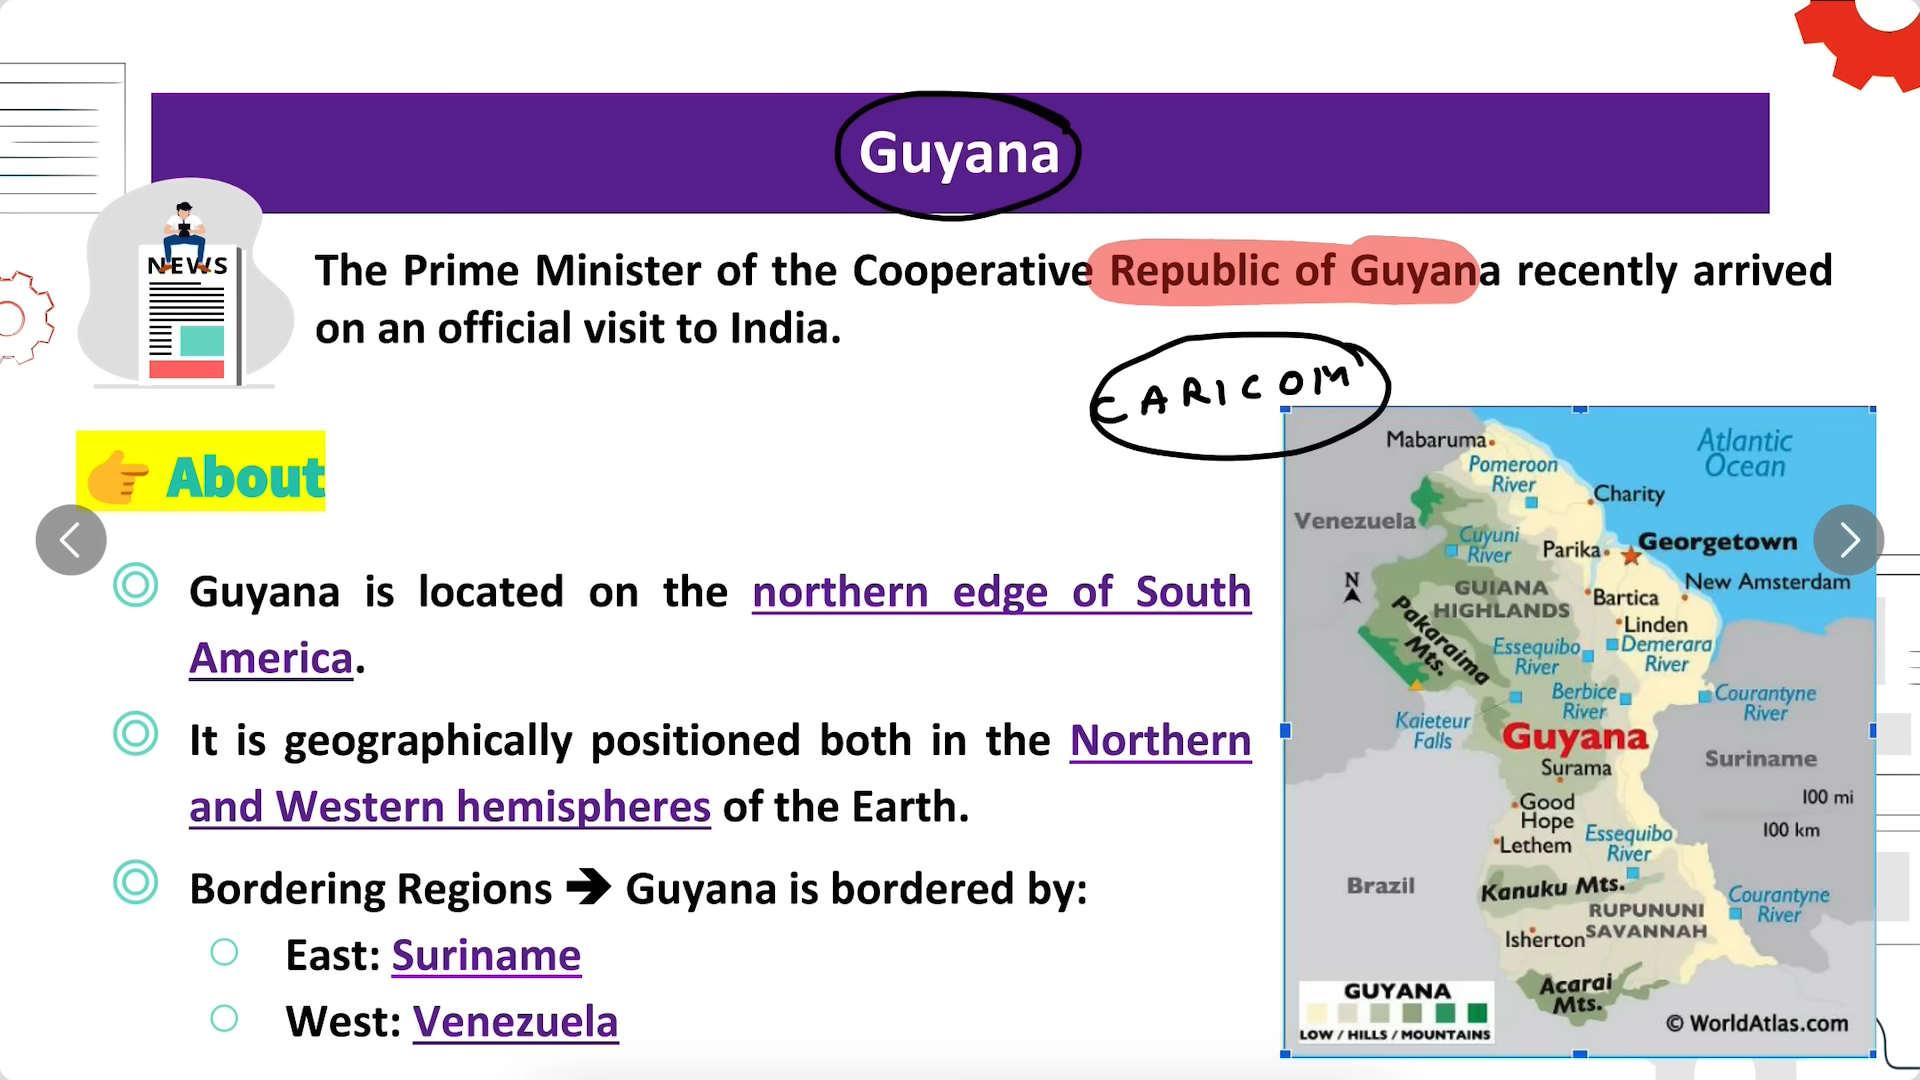 Guyana
NEWS
The Prime Minister of the Cooperative Republic of Guyana recently arrived
on an official visit to India.
CARICOM
About
Guyana is located on the northern edge of South
America.
It is geographically positioned both in the Northern
and Western hemispheres of the Earth.
Bordering Regions ➔ Guyana is bordered by:
East: Suriname
West: Venezuela
Mabaruma
Atlantic
Ocean
Pomeroon
River
Charity
Venezuela
Cuyuni
River
Parika
Georgetown
N
GUIANA
HIGHLANDS
New Amsterdam
Bartica
Pakaraima
Mts.
Linden
Essequibo
River
Demerara
River
Berbice
River
Courantyne
River
Kaieteur
Falls
Guyana
Suriname
Surama
100 mi
100 km
Good
Hope
Lethem
Essequibo
River
Brazil
Kanuku Mts.
Courantyne
River
RUPUNUNI
SAVANNAH
Isherton
Acarai
Mts.
GUYANA
LOW / HILLS / MOUNTAINS
© WorldAtlas.com